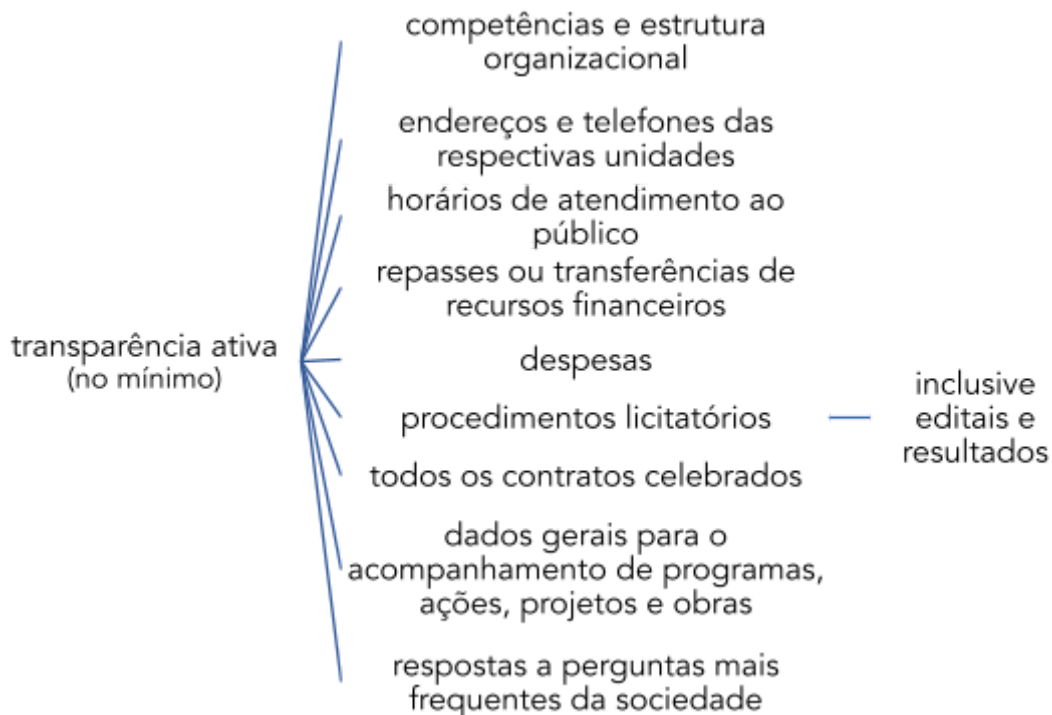 transparência ativa
(no mínimo)
competências e estrutura
organizacional
endereços e telefones das
respectivas unidades
horários de atendimento ao
público
repasses ou transferências de
recursos financeiros
despesas
procedimentos licitatórios
inclusive
editais e
resultados
todos os contratos celebrados
dados gerais para o
acompanhamento de programas,
ações, projetos e obras
respostas a perguntas mais
frequentes da sociedade